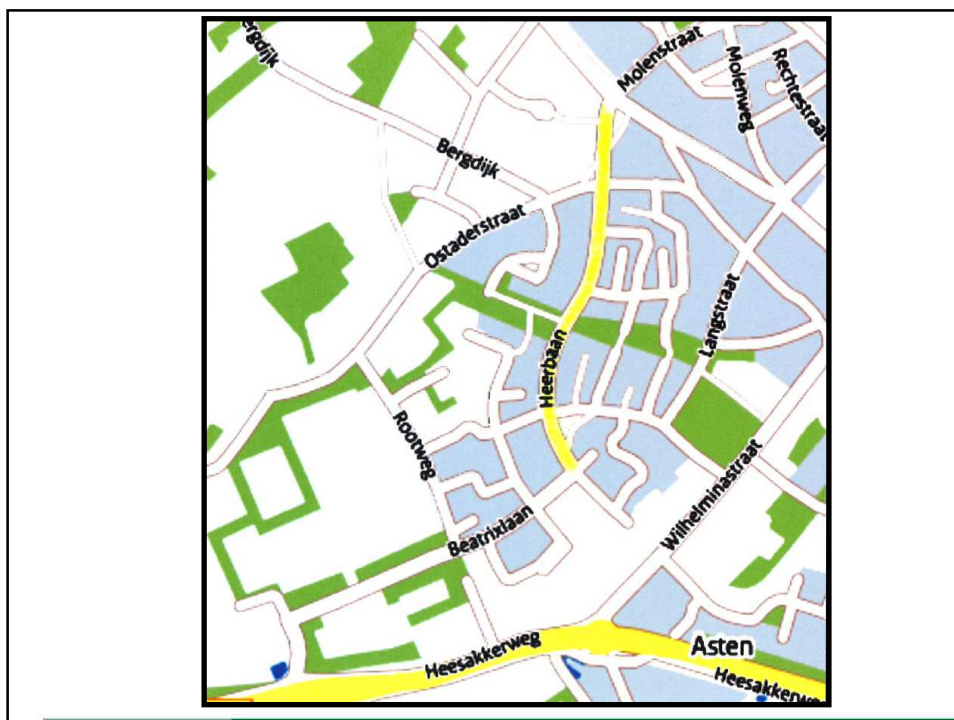 Bergdijk
Molenstraat
Molenweg
Rechtestraat
Bergdijk
Ostaderstraat
Langstraat
Heerbaan
Rootweg
Wilhelminastraat
Beatrixlaan
Asten
Heesakkerweg
Heesakkerweg